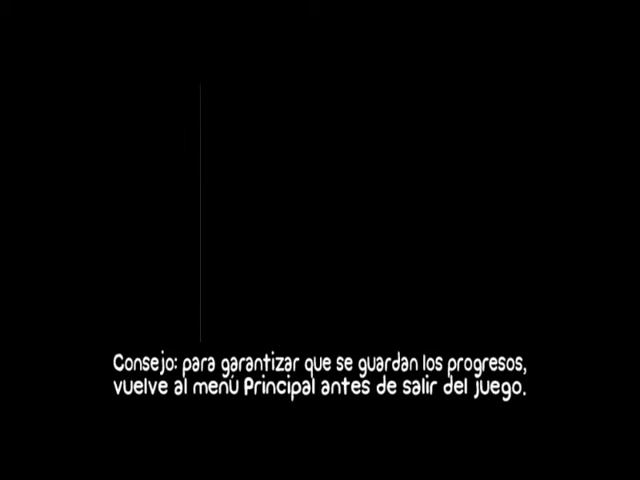 Consejo: para garantizar que se guardan los progresos,
vuelve al menú Principal antes de salir del juego.